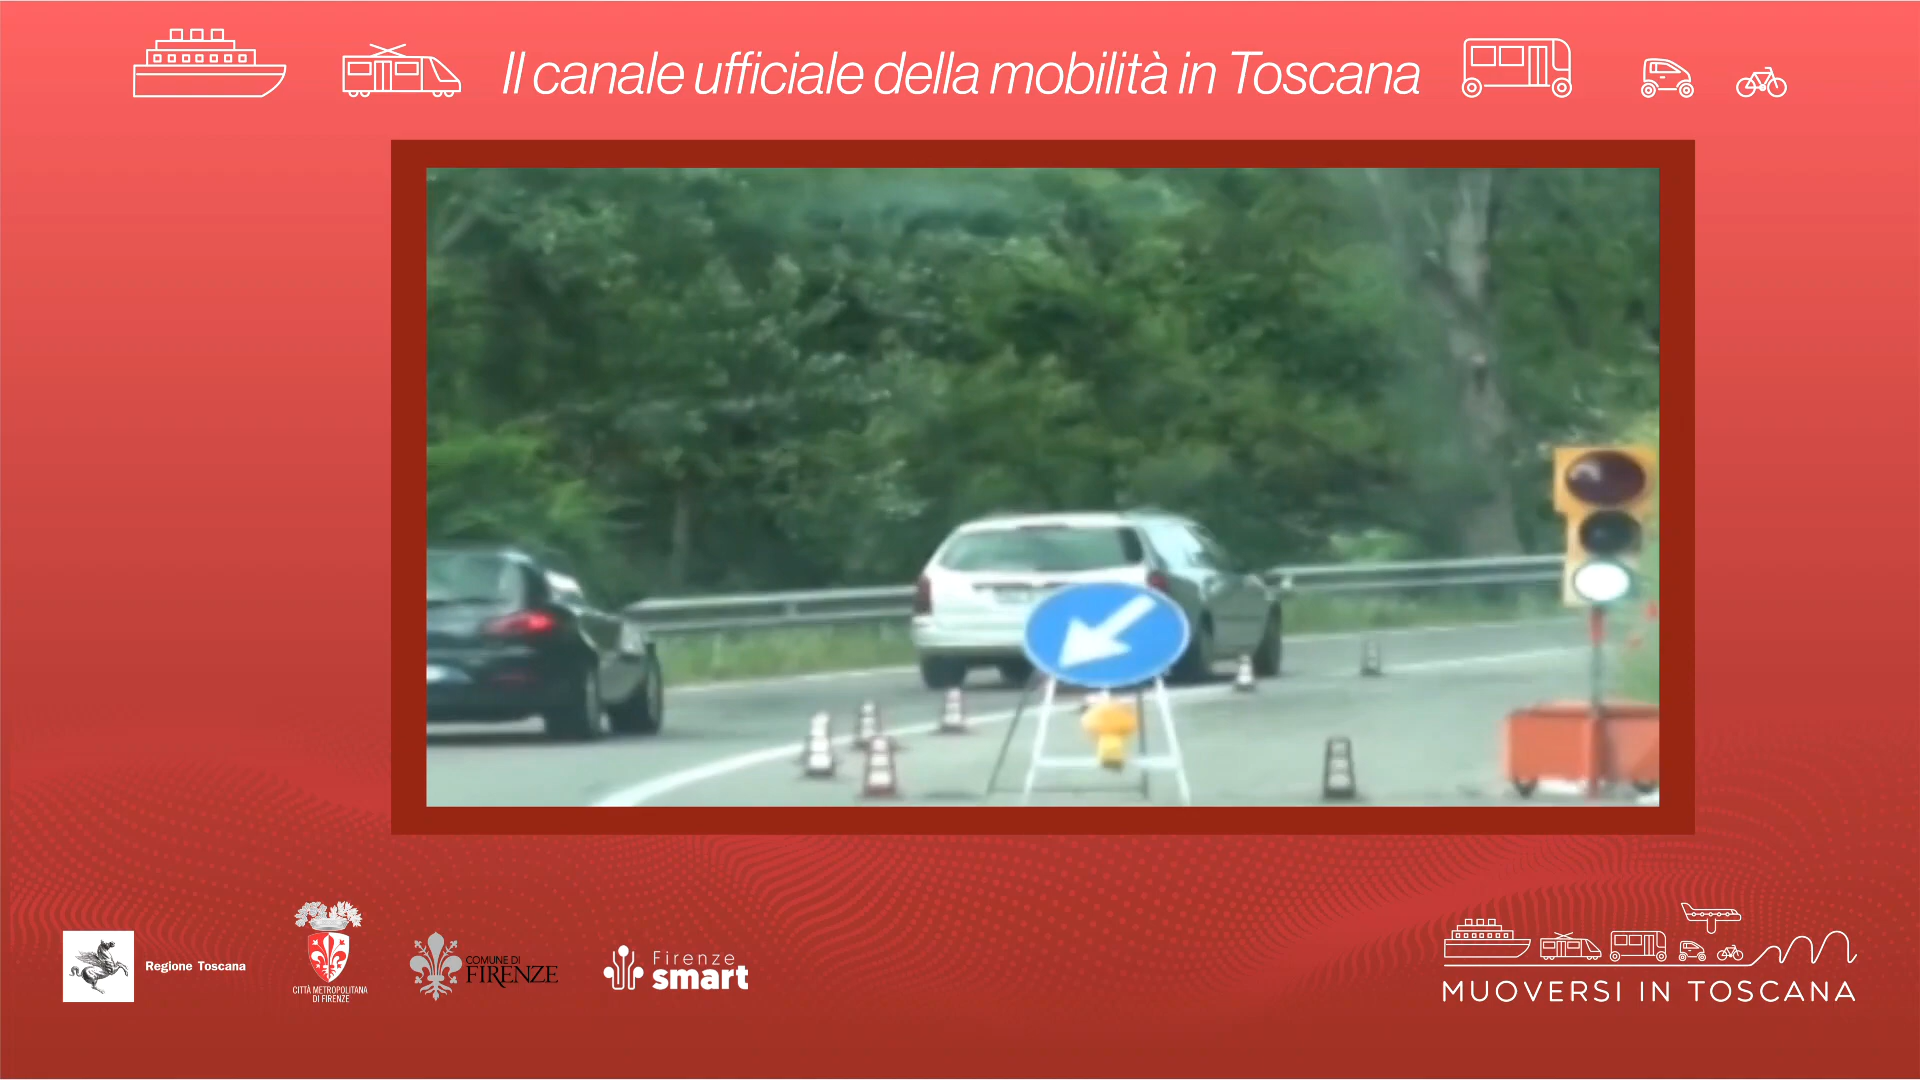 Il canale ufficiale della mobilità in Toscana
Regione Toscana
CITTÀ METROPOLITANA
DI FIRENZE
COMUNE DI
FIRENZE
Firenze
smart
MUOVERSI IN TOSCANA